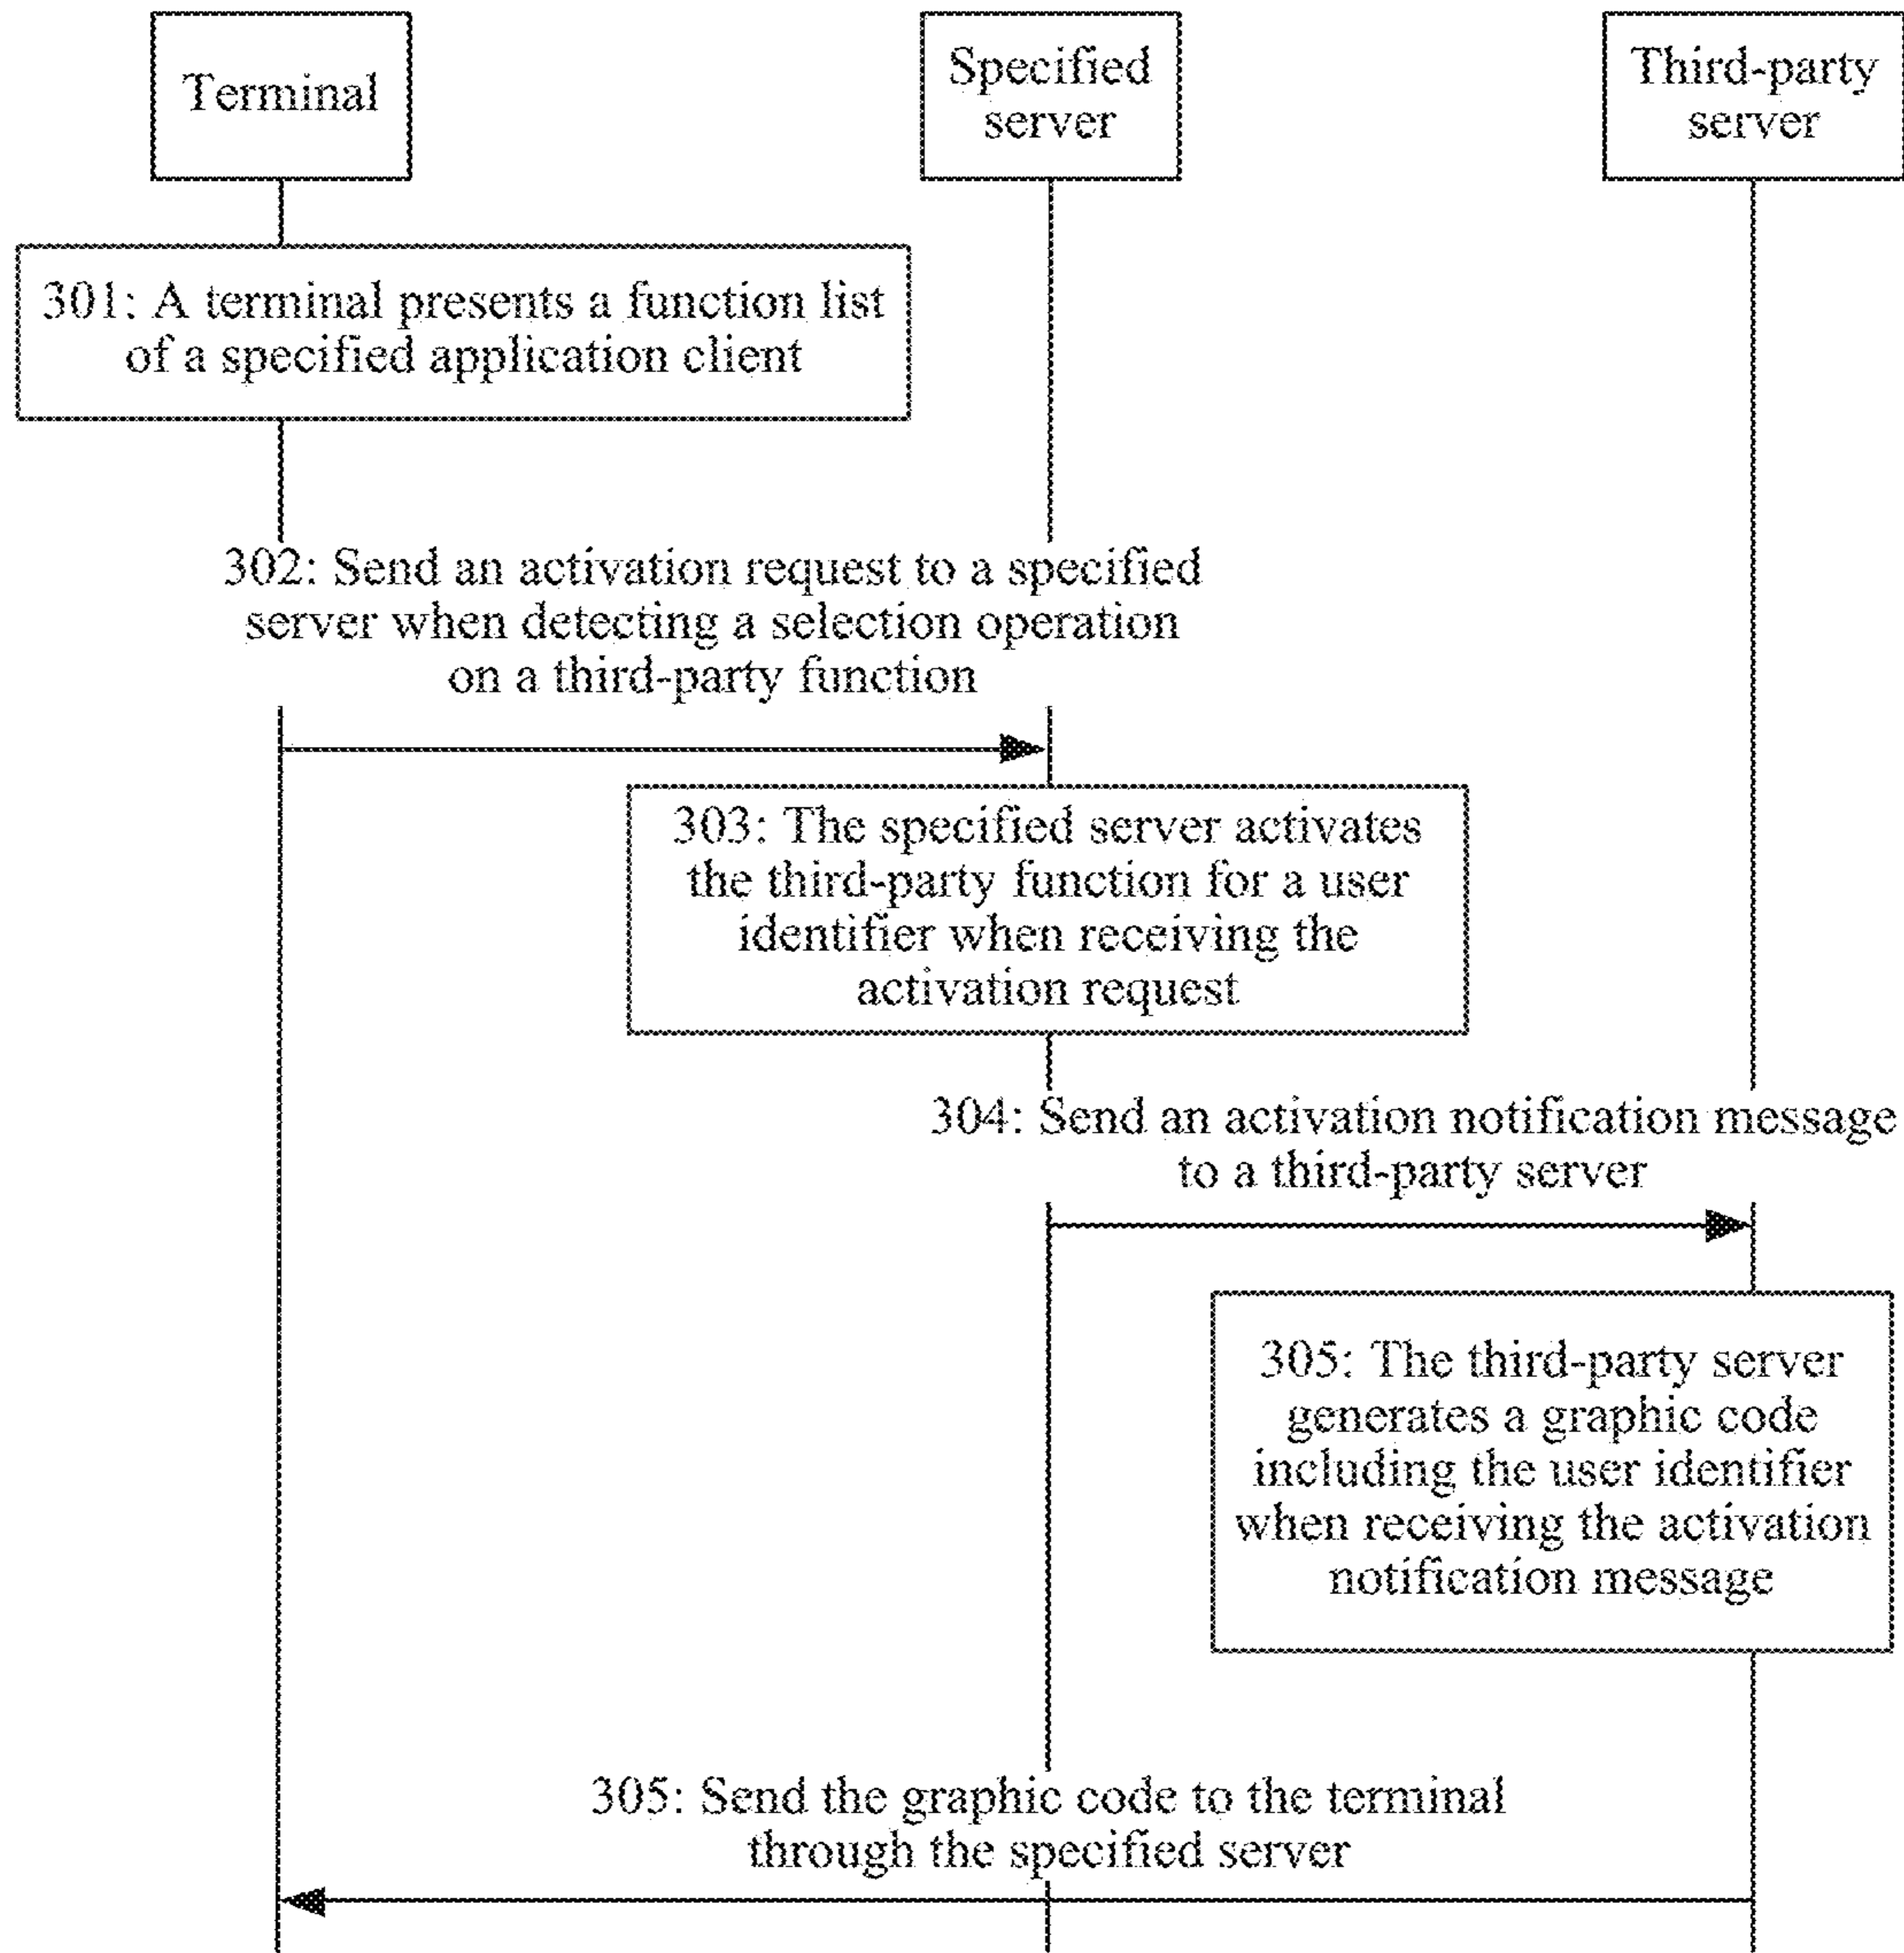 Terminal
Specified
server
Third-party
server
301: A terminal presents a function list
of a specified application client
302: Send an activation request to a specified
server when detecting a selection operation
on a third-party function
303: The specified server activates
the third-party function for a user
identifier when receiving the
activation request
304: Send an activation notification message
to a third-party server
305: The third-party server
generates a graphic code
including the user identifier
when receiving the activation
notification message
305: Send the graphic code to the terminal
through the specified server